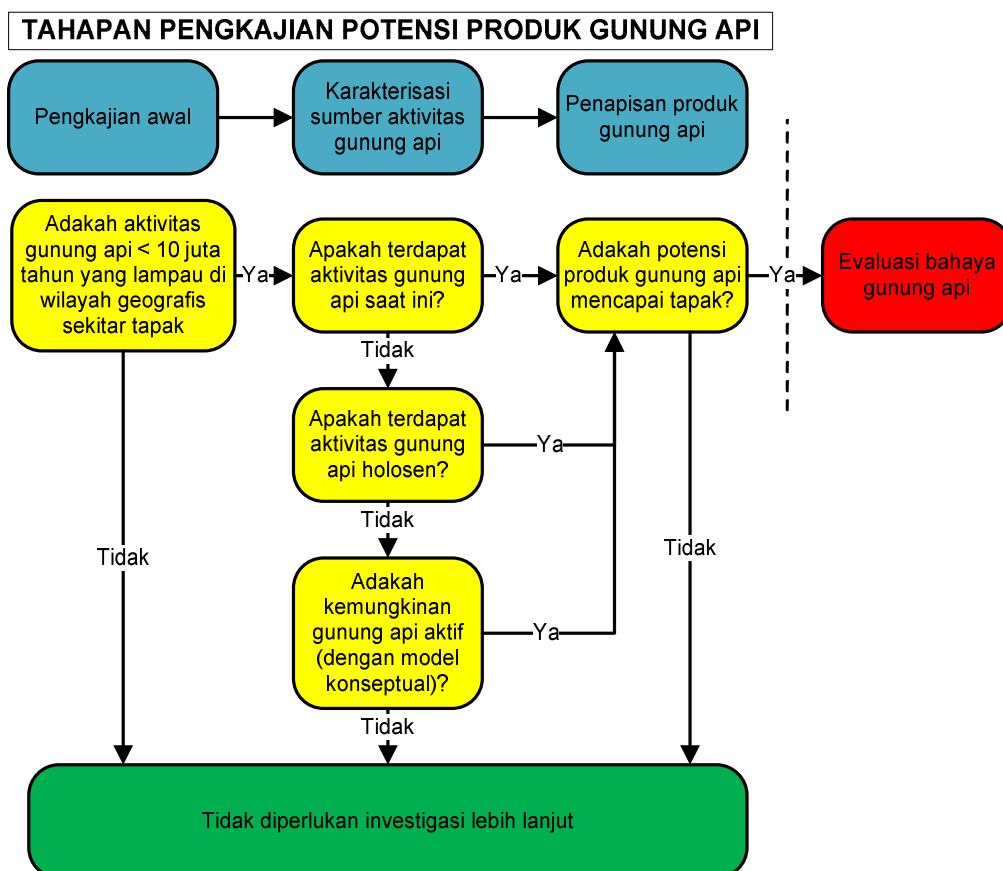 TAHAPAN PENGKAJIAN POTENSI PRODUK GUNUNG API
Pengkajian awal
Karakterisasi
sumber aktivitas
gunung api
Penapisan produk
gunung api
Adakah aktivitas
gunung api < 10 juta
tahun yang lampau di
wilayah geografis
sekitar tapak
Ya
Apakah terdapat
aktivitas gunung
api saat ini?
Ya
Adakah potensi
produk gunung api
mencapai tapak?
Ya
Evaluasi bahaya
gunung api
Tidak
Apakah terdapat
aktivitas gunung
api holosen?
Ya
Tidak
Tidak
Tidak
Adakah
kemungkinan
gunung api aktif
(dengan model
konseptual)?
Ya
Tidak
Tidak diperlukan investigasi lebih lanjut